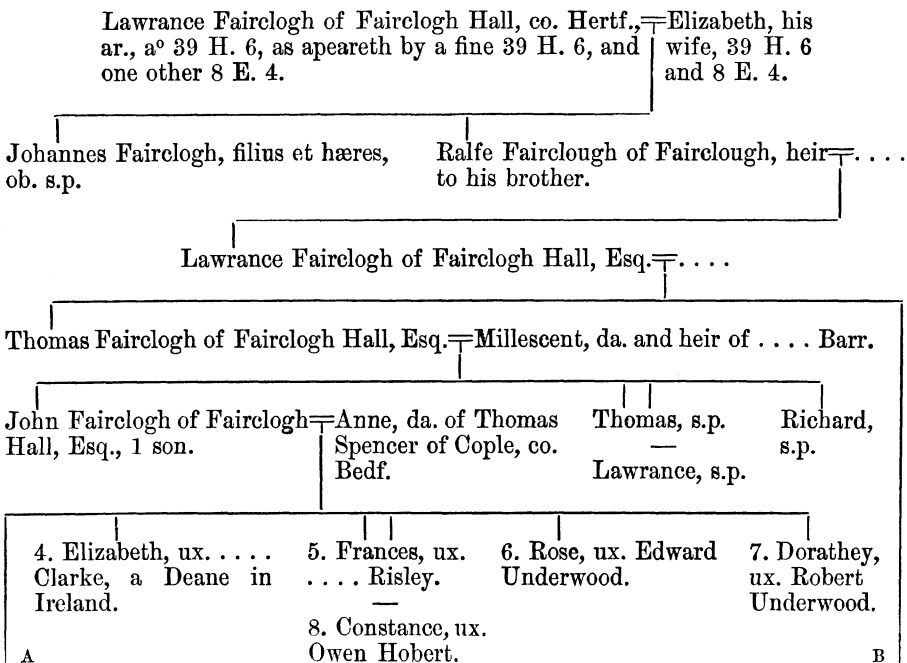 Lawrance Fairclogh of Fairclogh Hall, co. Hertf.,
ar., aº 39 H. 6, as apeareth by a fine 39 H. 6, and
one other 8 E. 4.
Elizabeth, his
wife, 39 H. 6
and 8 E. 4.
Johannes Fairclogh, filius et hæres,
ob. s.p.
Ralfe Fairclough of Fairclough, heir
to his brother.
. . . .
Lawrance Fairclogh of Fairclogh Hall, Esq.
. . . .
Thomas Fairclogh of Fairclogh Hall, Esq.
Millescent, da. and heir of . . . . Barr.
John Fairclogh of Fairclogh
Hall, Esq., 1 son.
Anne, da. of Thomas
Spencer of Cople, co.
Bedf.
Thomas, s.p.
—
Lawrance, s.p.
Richard,
s.p.
4. Elizabeth, ux. . . . .
Clarke, a Deane in
Ireland.
5. Frances, ux.
. . . . Risley.
—
8. Constance, ux.
Owen Hobert.
6. Rose, ux. Edward
Underwood.
7. Dorathey,
ux. Robert
Underwood.
A
B